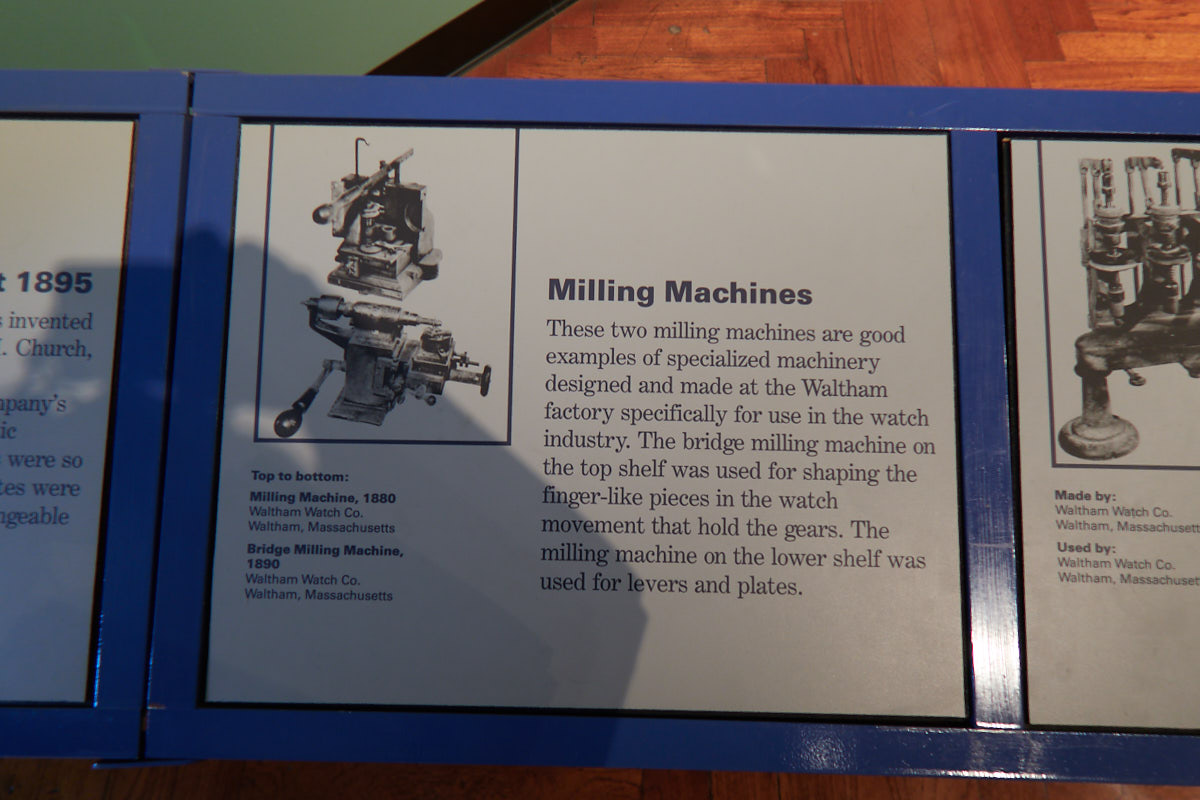 t 1895
s invented
. Church,
mpany's
ic
s were so
tes were
ngeable
Top to bottom:
Milling Machine, 1880
Waltham Watch Co.
Waltham, Massachusetts
Bridge Milling Machine,
1890
Waltham Watch Co.
Waltham, Massachusetts
Milling Machines
These two milling machines are good
examples of specialized machinery
designed and made at the Waltham
factory specifically for use in the watch
industry. The bridge milling machine on
the top shelf was used for shaping the
finger-like pieces in the watch
movement that hold the gears. The
milling machine on the lower shelf was
used for levers and plates.
Made by:
Waltham Watch Co.
Waltham, Massachusett
Used by:
Waltham Watch Co.
Waltham, Massachusett